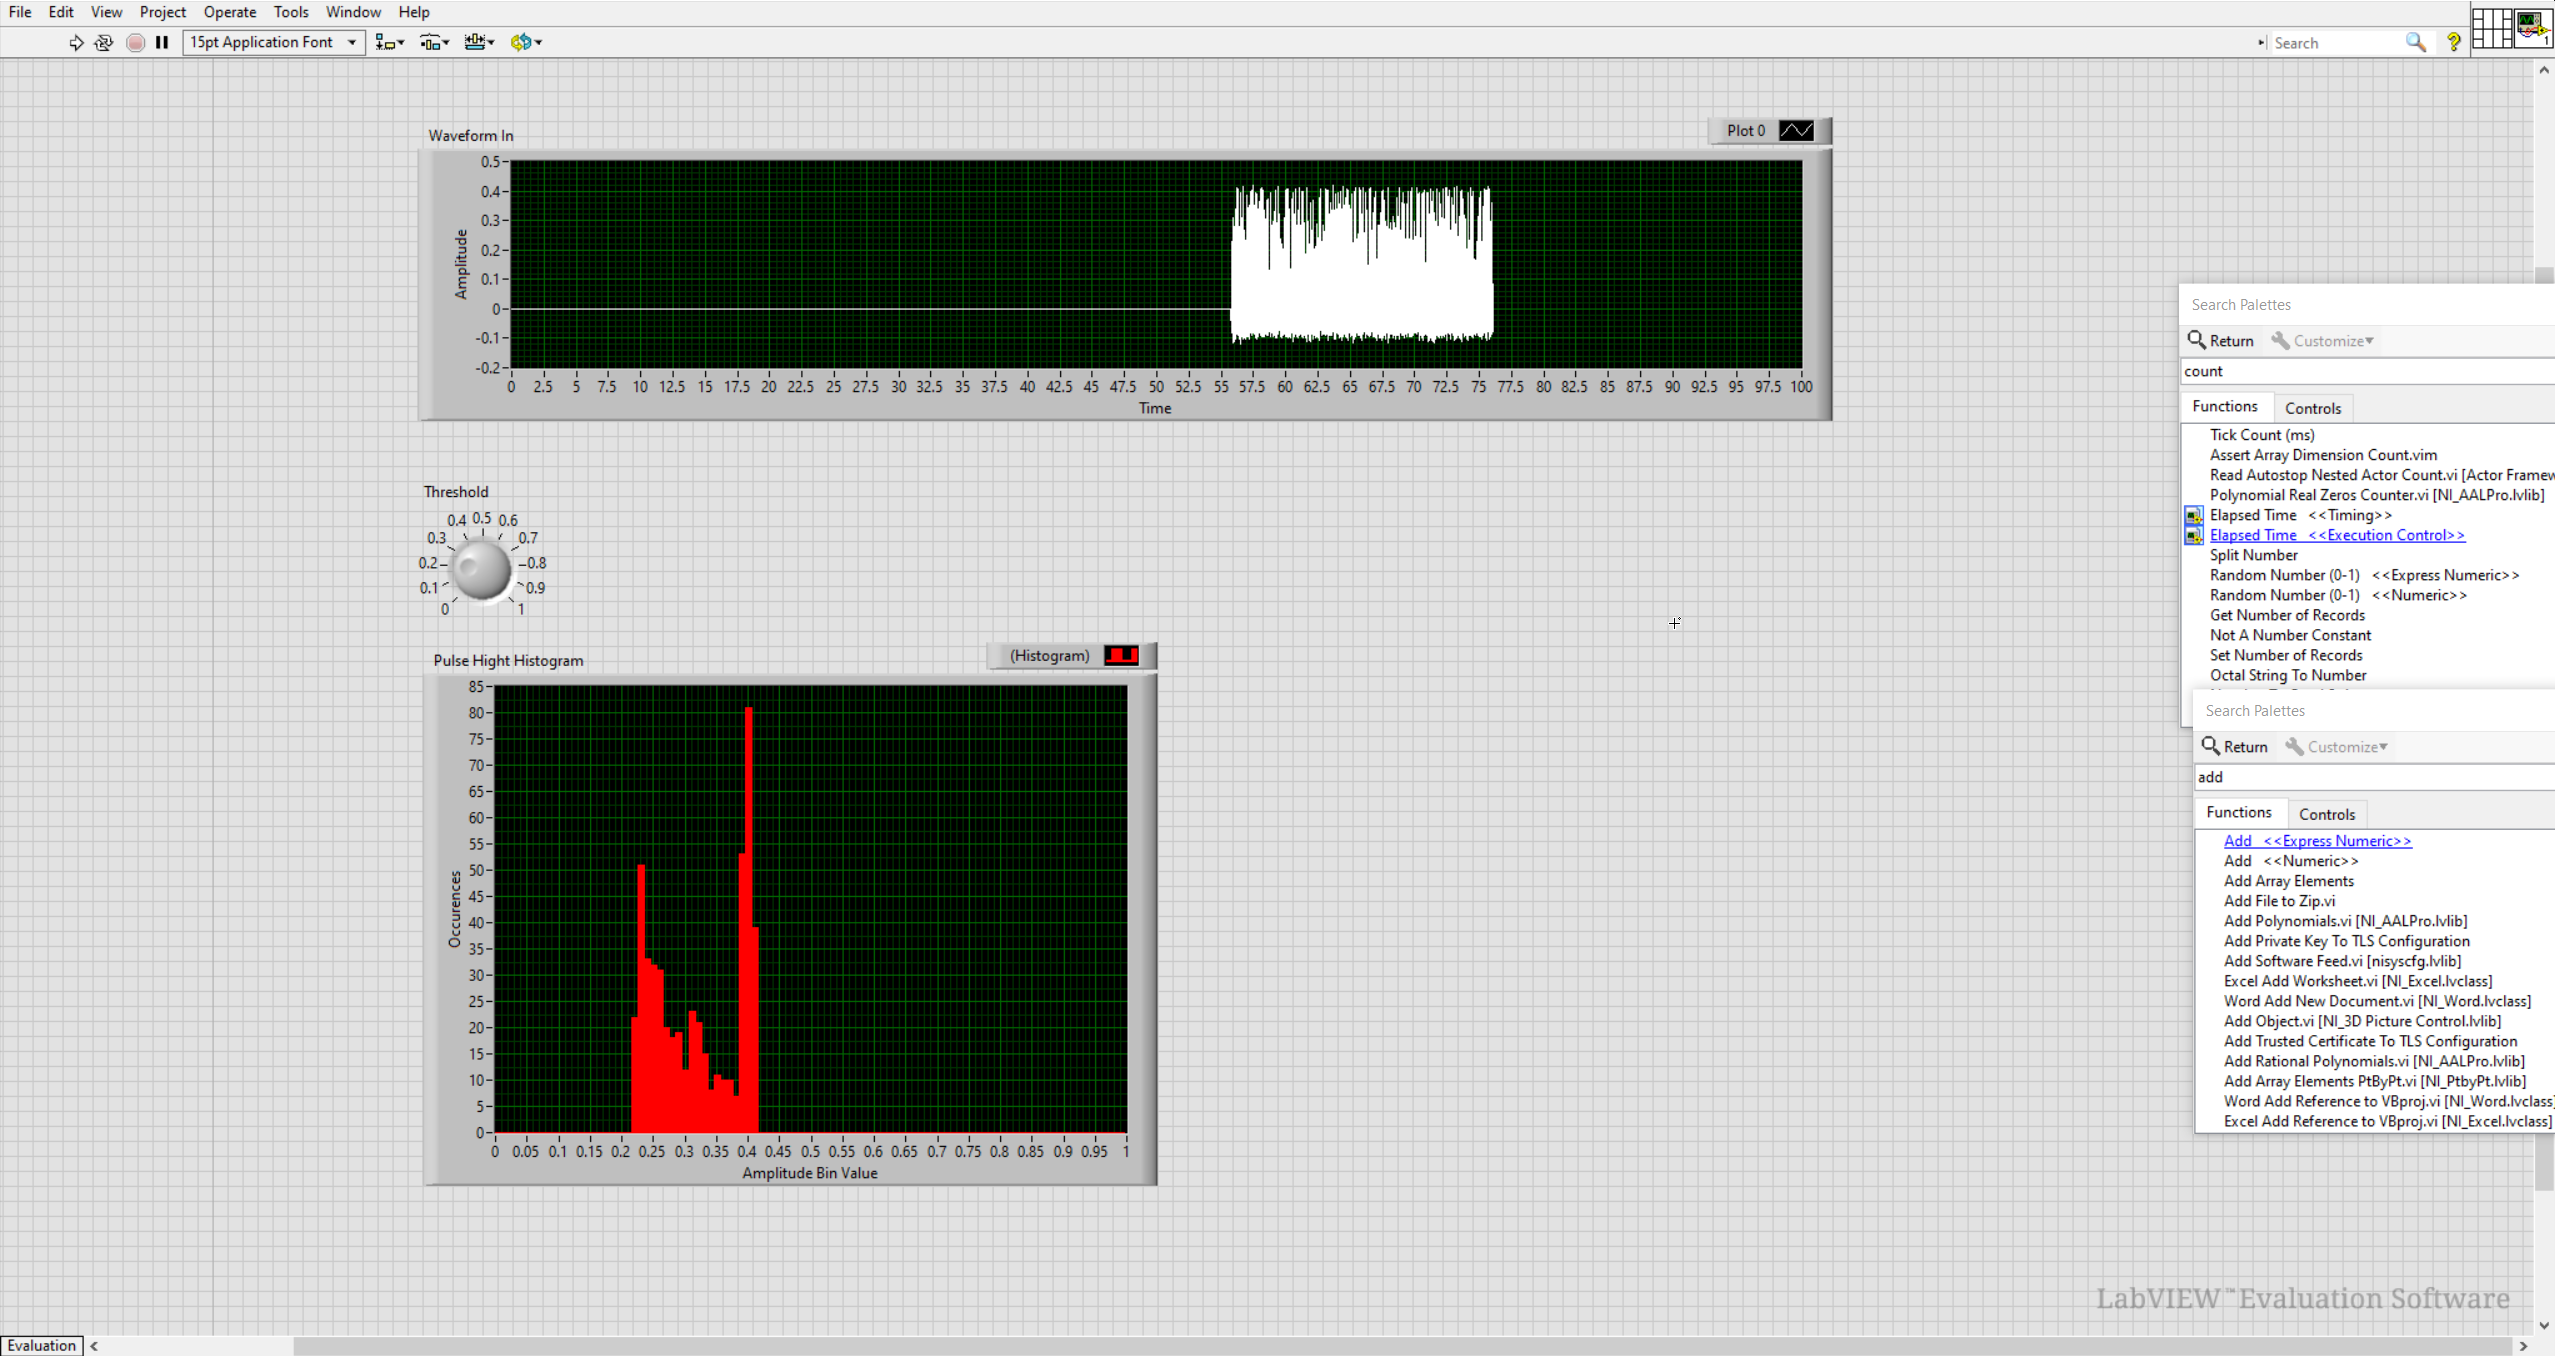 File Edit View Project Operate Tools Window Help
15pt Application Font
Search
?
1
Waveform In
Plot 0
Amplitude
0.5
0.4
0.3
0.2
0.1
0
-0.1
-0.2
0 2.5 5 7.5 10 12.5 15 17.5 20 22.5 25 27.5 30 32.5 35 37.5 40 42.5 45 47.5 50 52.5 55 57.5 60 62.5 65 67.5 70 72.5 75 77.5 80 82.5 85 87.5 90 92.5 95 97.5 100
Time
Threshold
0.4 0.5 0.6
0.3 0.7
0.2 0.8
0.1 0.9
0 1
Pulse Hight Histogram
(Histogram)
Occurences
85
80
75
70
65
60
55
50
45
40
35
30
25
20
15
10
5
0
0 0.05 0.1 0.15 0.2 0.25 0.3 0.35 0.4 0.45 0.5 0.55 0.6 0.65 0.7 0.75 0.8 0.85 0.9 0.95 1
Amplitude Bin Value
Search Palettes
Return Customize
count
Functions Controls
Tick Count (ms)
Assert Array Dimension Count.vim
Read Autostop Nested Actor Count.vi [Actor Framew
Polynomial Real Zeros Counter.vi [NI_AALPro.lvlib]
Elapsed Time <<Timing>>
Elapsed Time <<Execution Control>>
Split Number
Random Number (0-1) <<Express Numeric>>
Random Number (0-1) <<Numeric>>
Get Number of Records
Not A Number Constant
Set Number of Records
Octal String To Number
Search Palettes
Return Customize
add
Functions Controls
Add <<Express Numeric>>
Add <<Numeric>>
Add Array Elements
Add File to Zip.vi
Add Polynomials.vi [NI_AALPro.lvlib]
Add Private Key To TLS Configuration
Add Software Feed.vi [nisyscfg.lvlib]
Excel Add Worksheet.vi [NI_Excel.lvclass]
Word Add New Document.vi [NI_Word.lvclass]
Add Object.vi [NI_3D Picture Control.lvlib]
Add Trusted Certificate To TLS Configuration
Add Rational Polynomials.vi [NI_AALPro.lvlib]
Add Array Elements PtByPt.vi [NI_PtbyPt.lvlib]
Word Add Reference to VBproj.vi [NI_Word.lvclass]
Excel Add Reference to VBproj.vi [NI_Excel.lvclass]
LabVIEW™ Evaluation Software
Evaluation